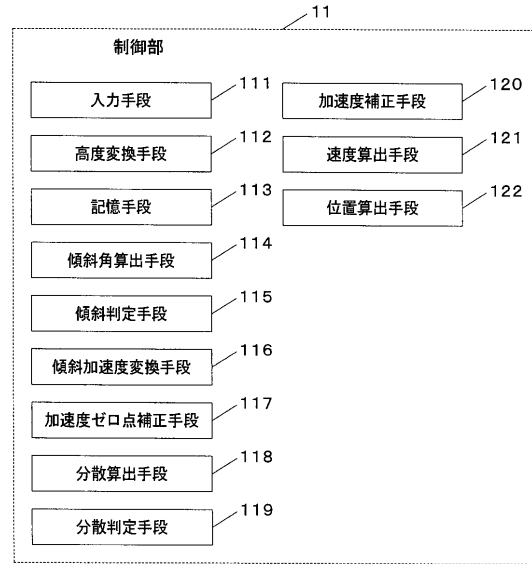 11
制御部
入力手段
111
高度変換手段
112
記憶手段
113
傾斜角算出手段
114
傾斜判定手段
115
傾斜加速度変換手段
116
加速度ゼロ点補正手段
117
分散算出手段
118
分散判定手段
119
加速度補正手段
120
速度算出手段
121
位置算出手段
122